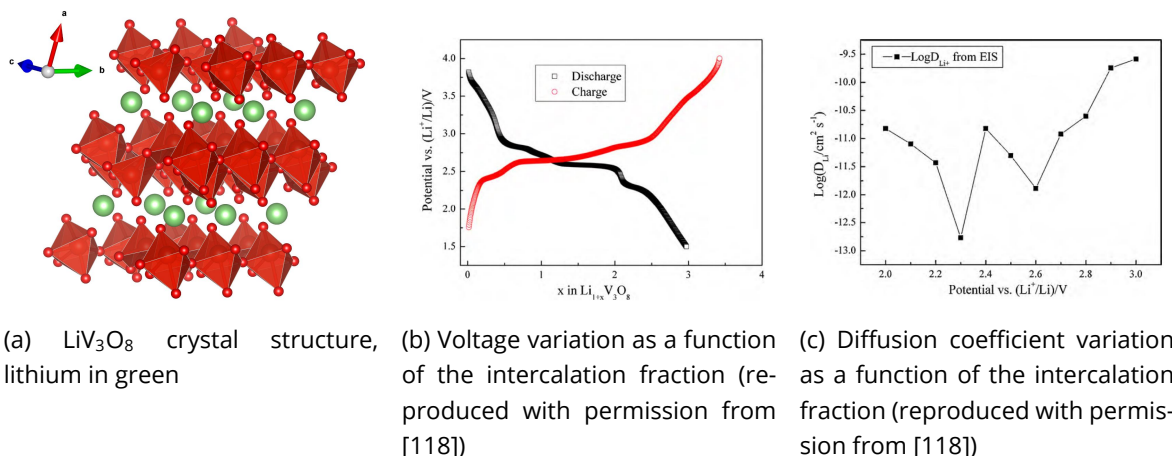 a
c
b
4.0
3.5
3.0
2.5
2.0
1.5
Potential vs. (Li⁺/Li)/V
Discharge
Charge
0
1
2
3
4
x in Li₁₊ₓV₃O₈
-9.5
-10.0
-10.5
-11.0
-11.5
-12.0
-12.5
-13.0
Log(D_Li/cm² s⁻¹)
LogD_Li+ from EIS
2.0
2.2
2.4
2.6
2.8
3.0
Potential vs. (Li⁺/Li)/V
(a) LiV₃O₈ crystal structure,
lithium in green
(b) Voltage variation as a function
of the intercalation fraction (re-
produced with permission from
[118])
(c) Diffusion coefficient variation
as a function of the intercalation
fraction (reproduced with permis-
sion from [118])